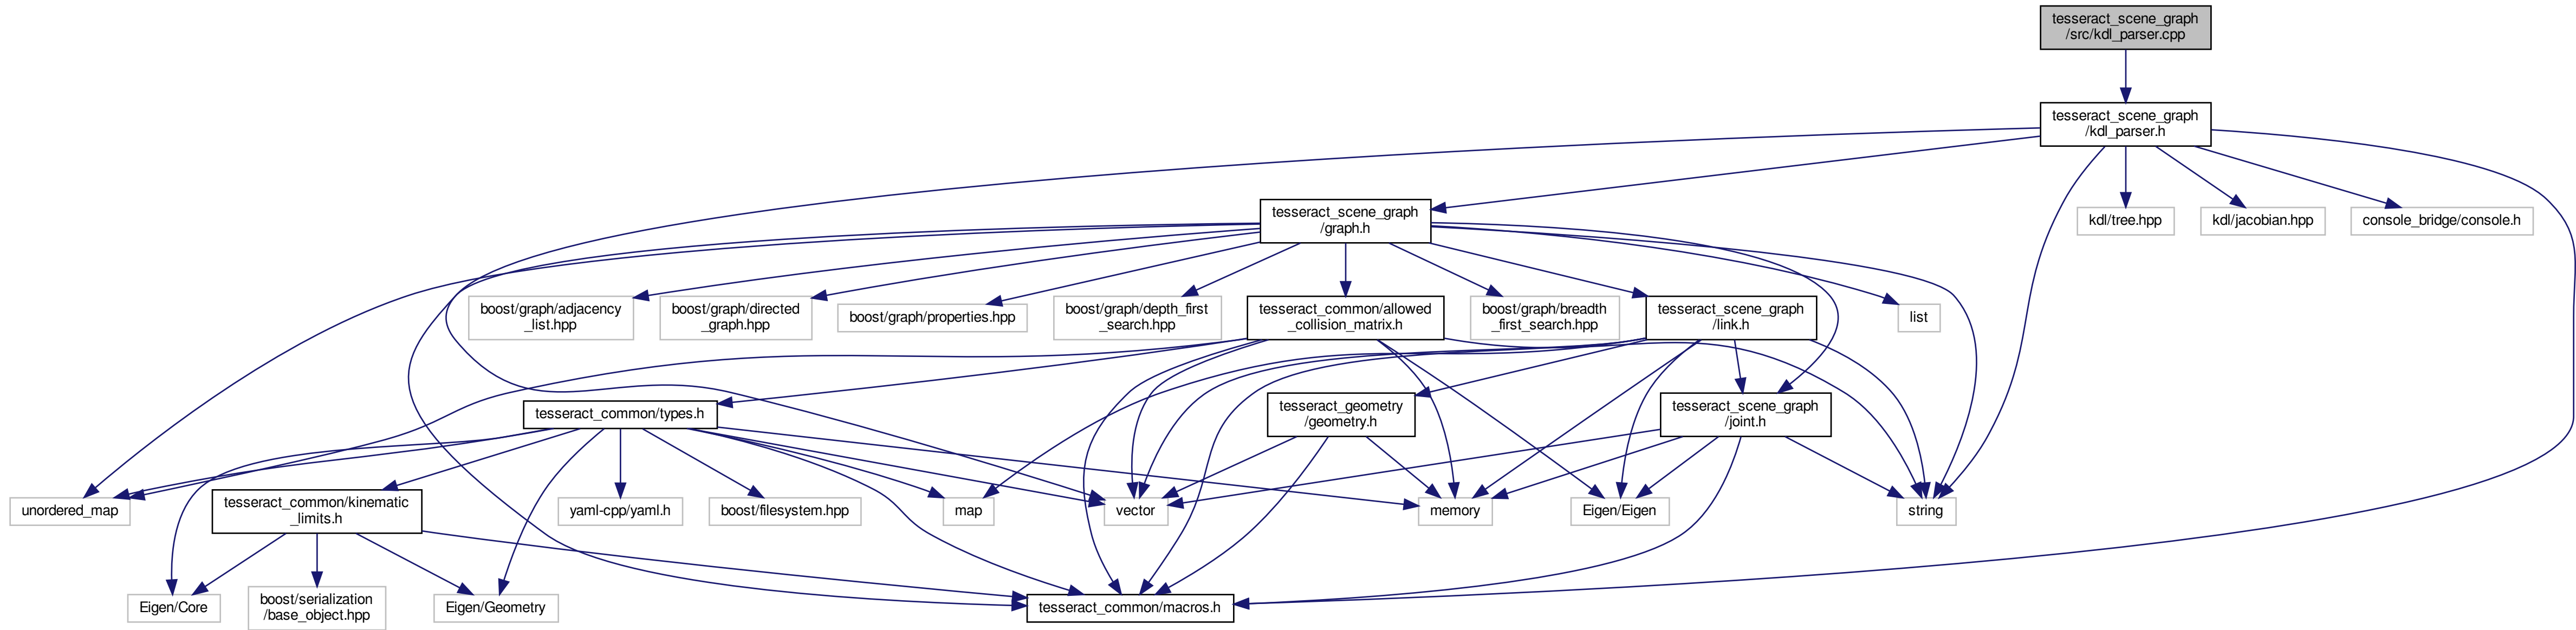 tesseract_scene_graph
/src/kdl_parser.cpp
tesseract_scene_graph
/kdl_parser.h
tesseract_scene_graph
/graph.h
kdl/tree.hpp
kdl/jacobian.hpp
console_bridge/console.h
boost/graph/adjacency
_list.hpp
boost/graph/directed
_graph.hpp
boost/graph/properties.hpp
boost/graph/depth_first
_search.hpp
tesseract_common/allowed
_collision_matrix.h
boost/graph/breadth
_first_search.hpp
tesseract_scene_graph
/link.h
list
tesseract_common/types.h
tesseract_geometry
/geometry.h
tesseract_scene_graph
/joint.h
unordered_map
tesseract_common/kinematic
_limits.h
yaml-cpp/yaml.h
boost/filesystem.hpp
map
vector
memory
Eigen/Eigen
string
Eigen/Core
boost/serialization
/base_object.hpp
Eigen/Geometry
tesseract_common/macros.h